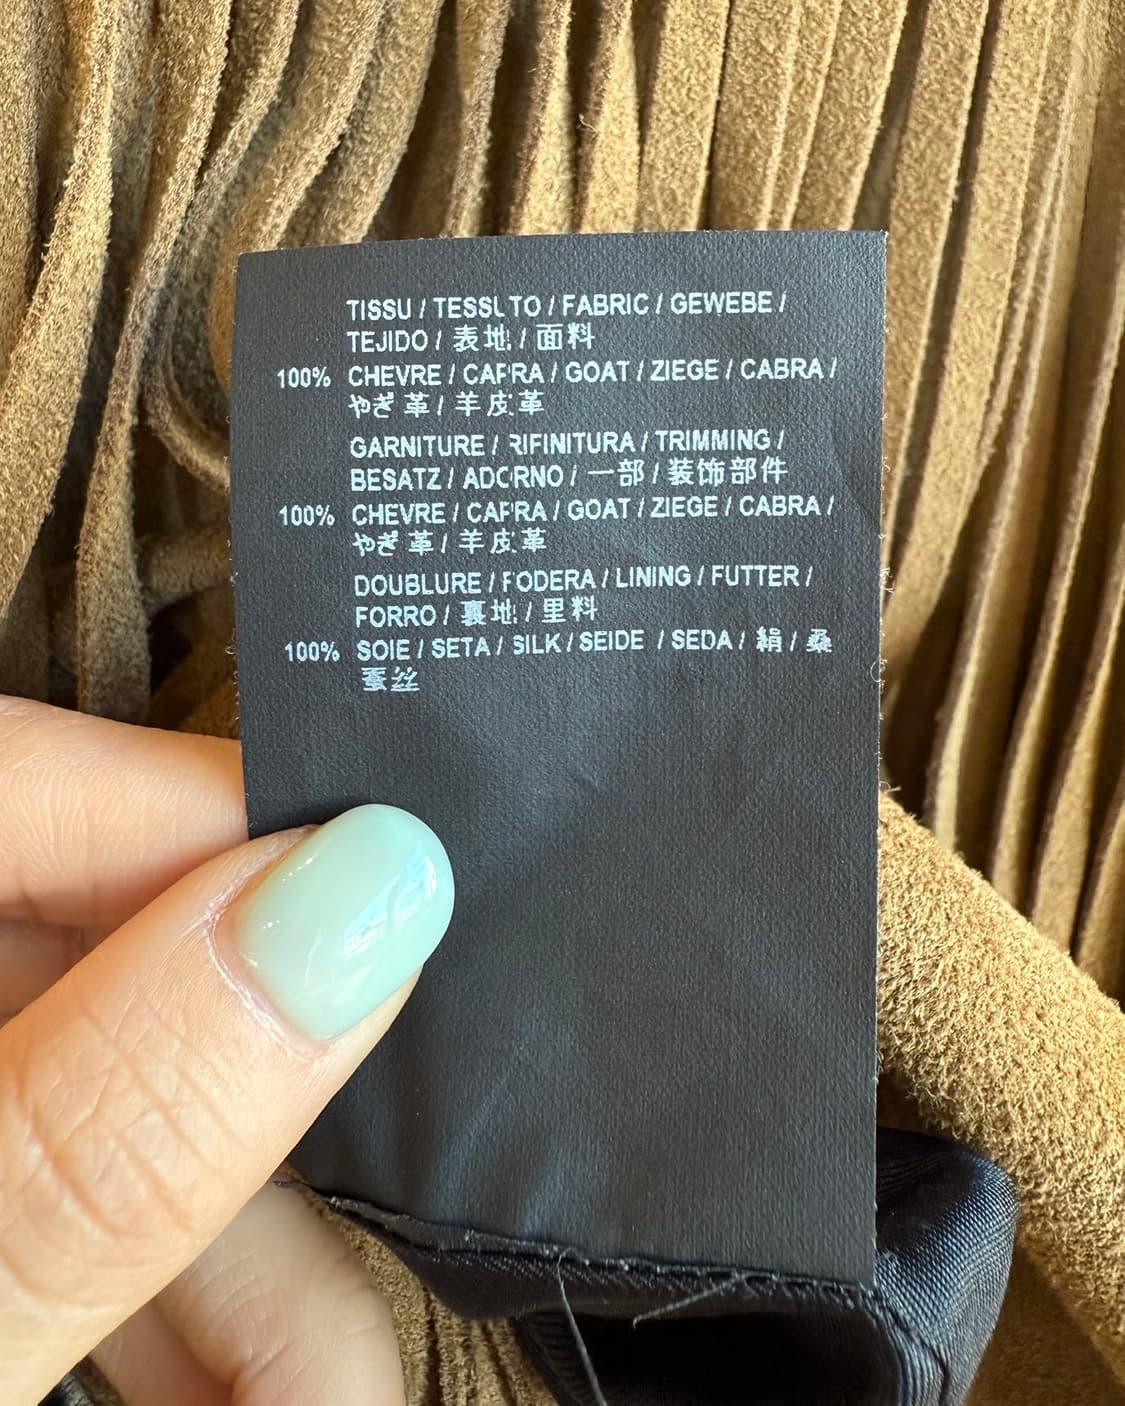 TISSU / TESSUTO / FABRIC / GEWEBE /
TEJIDO / 表地 / 面料
100% CHEVRE / CAPRA / GOAT / ZIEGE / CABRA /
やぎ革 / 羊皮革
GARNITURE / RIFINITURA / TRIMMING /
BESATZ / ADORNO / 一部 / 装饰部件
100% CHEVRE / CAPRA / GOAT / ZIEGE / CABRA /
やぎ革 / 羊皮革
DOUBLURE / FODERA / LINING / FUTTER /
FORRO / 裏地 / 里料
100% SOIE / SETA / SILK / SEIDE / SEDA / 絹 / 桑
蚕丝